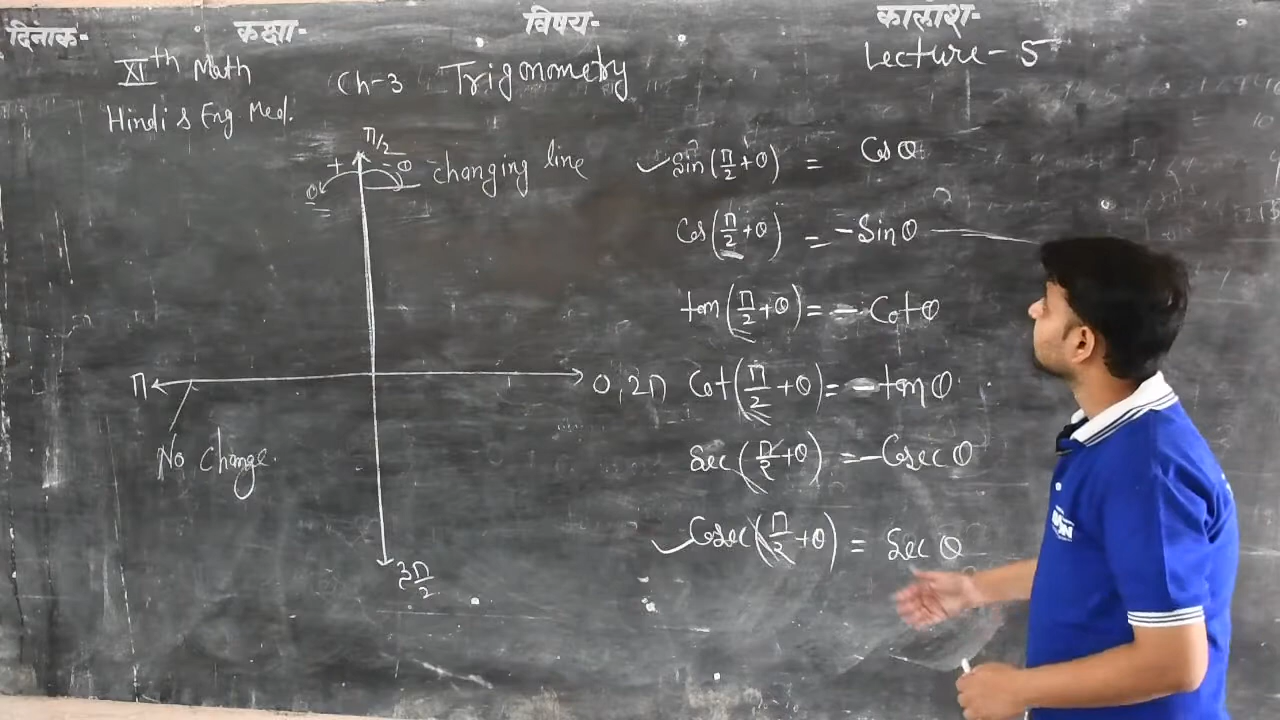 दिनाक- कक्षा- विषय- कालांश-
XIth Math Ch-3 Trigonometry Lecture-5
Hindi & Eng Med.
π/2
+ -θ changing line
θ
π 0, 2π
No Change
3π/2
sin(π/2+θ) = Cos θ
Cos(π/2+θ) = -Sin θ
tan(π/2+θ) = - Cot θ
Cot(π/2+θ) = -tan θ
Sec(π/2+θ) = -Cosec θ
Cosec(π/2+θ) = Sec θ